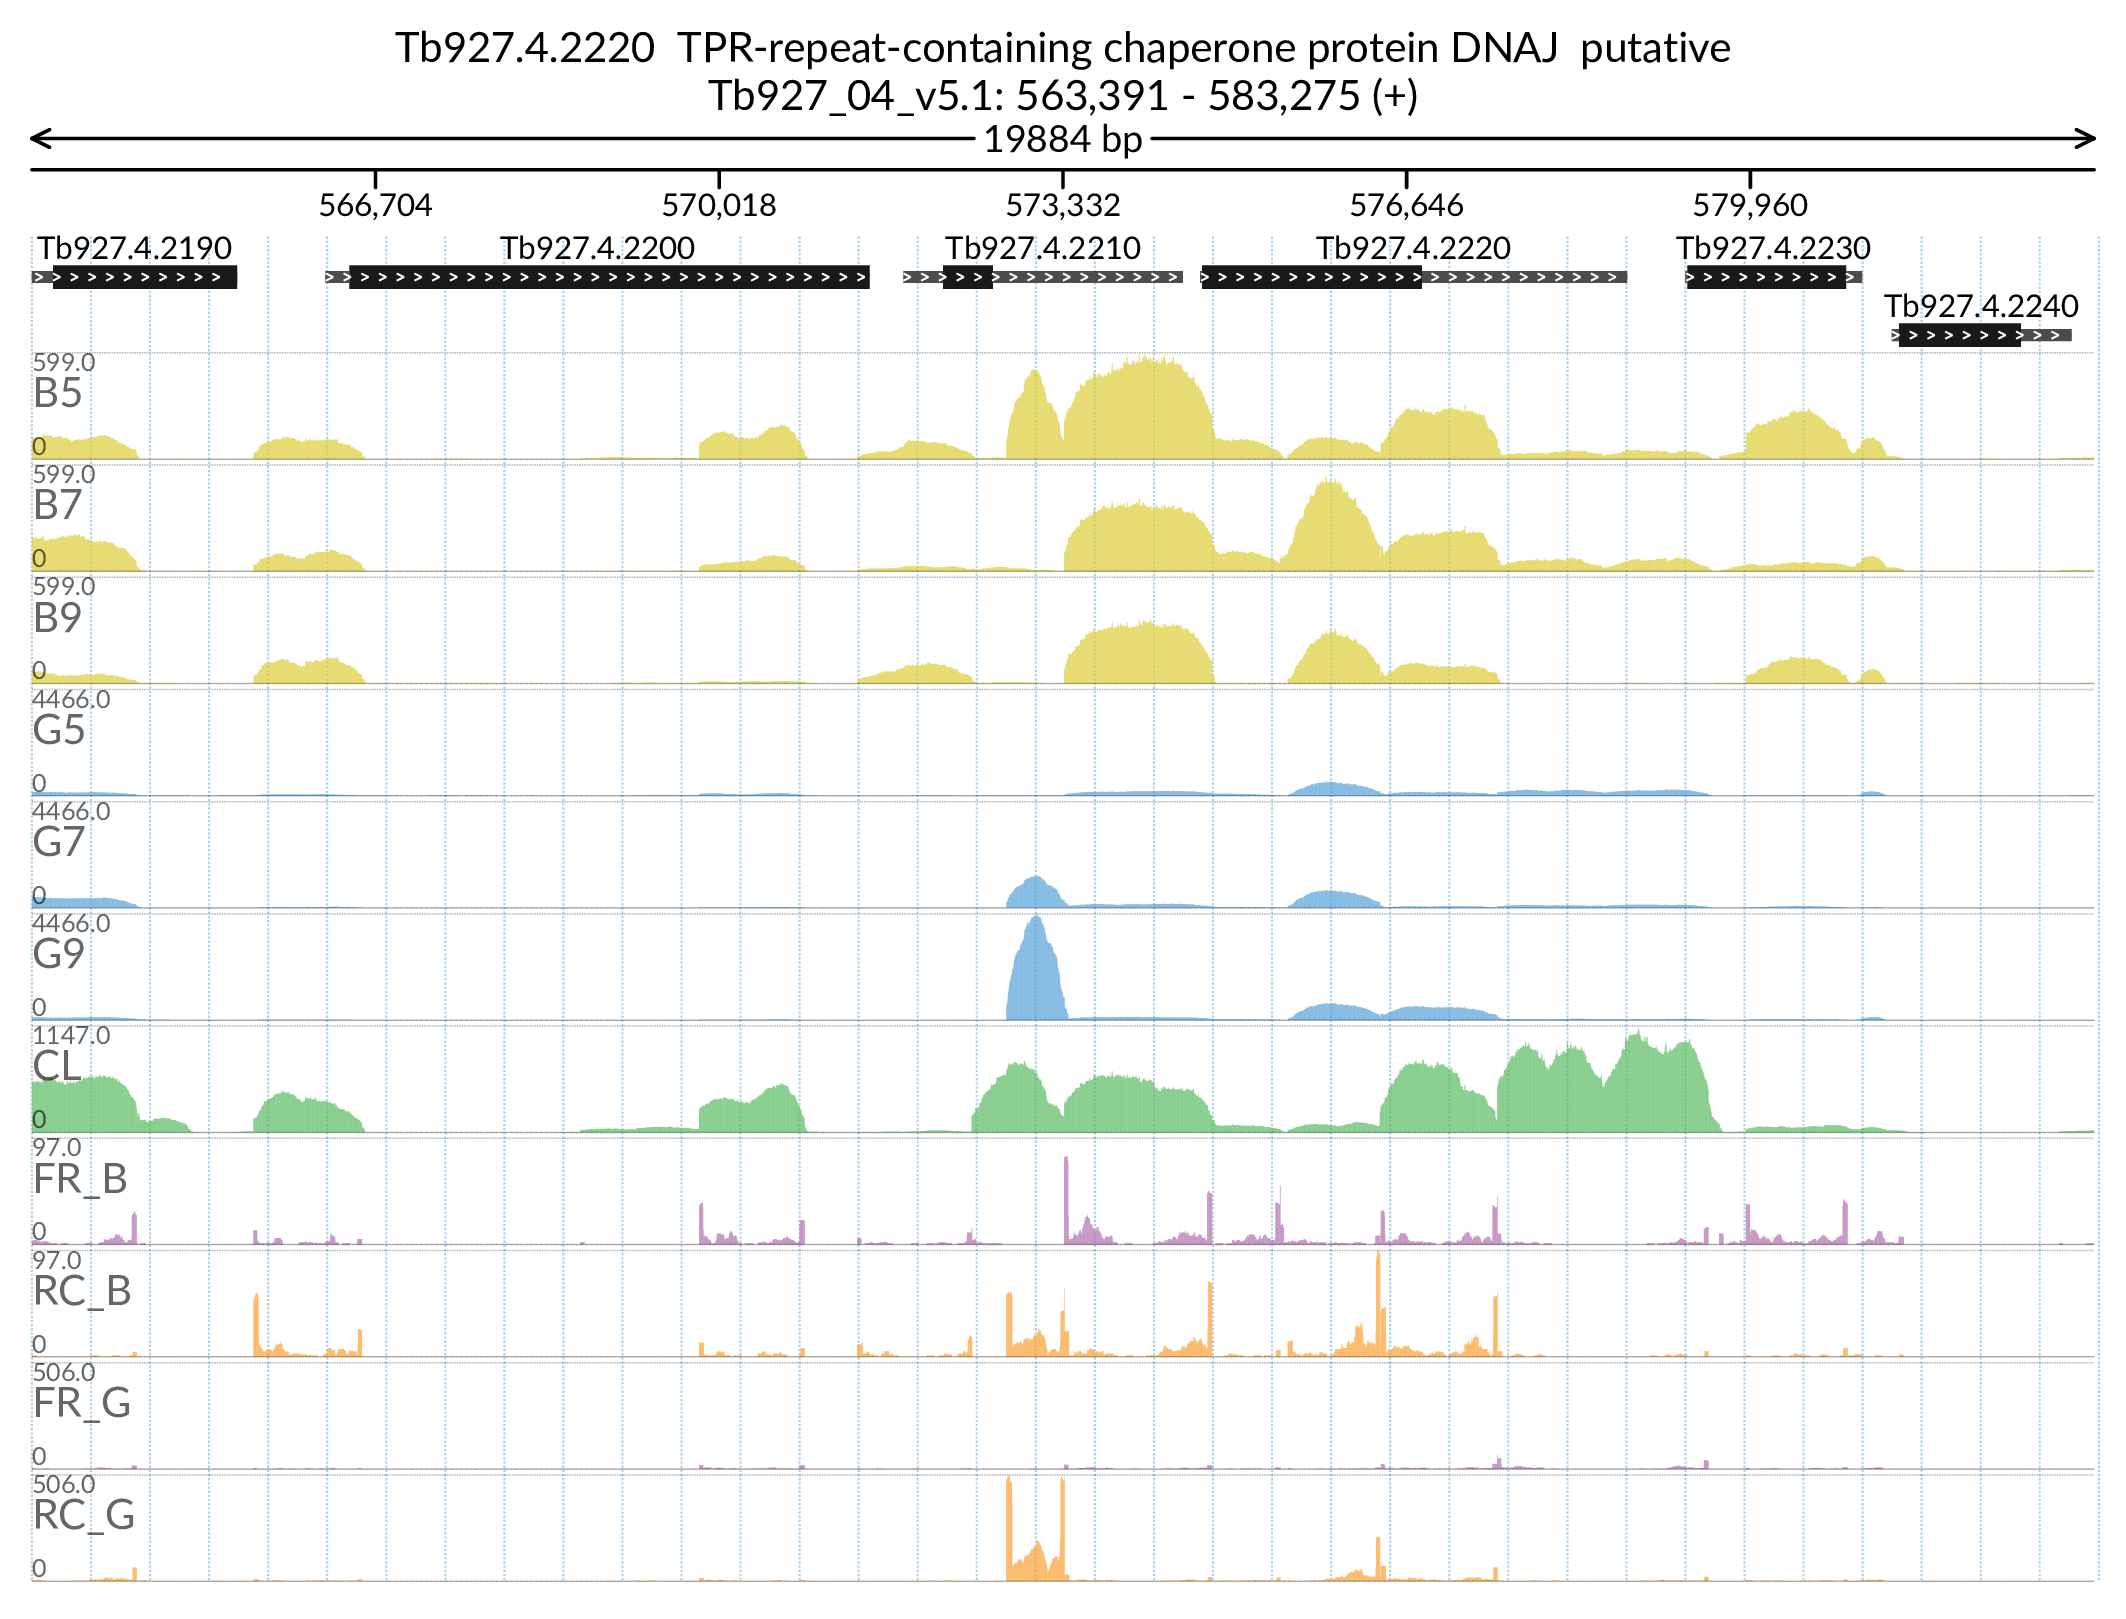 Tb927.4.2220  TPR-repeat-containing chaperone protein DNAJ  putative
Tb927_04_v5.1: 563,391 - 583,275 (+)
19884 bp
566,704 570,018 573,332 576,646 579,960
Tb927.4.2190 Tb927.4.2200 Tb927.4.2210 Tb927.4.2220 Tb927.4.2230
Tb927.4.2240
599.0
B5
0
599.0
B7
0
599.0
B9
0
4466.0
G5
0
4466.0
G7
0
4466.0
G9
0
1147.0
CL
0
97.0
FR_B
0
97.0
RC_B
0
506.0
FR_G
0
506.0
RC_G
0